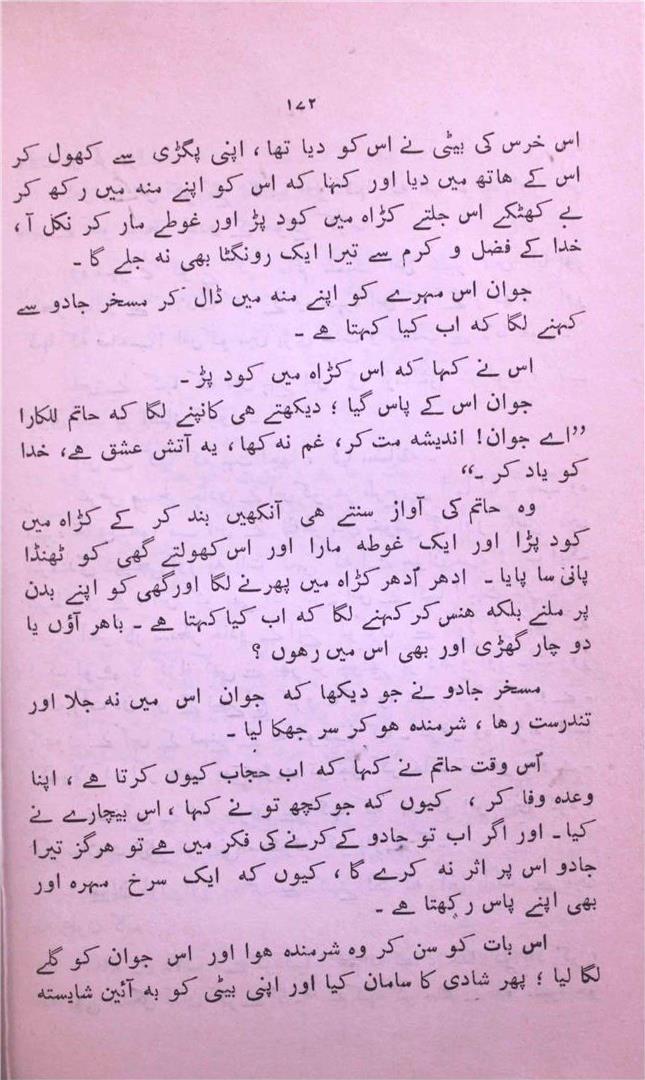 ۱۷۲
اس خرس کی بیٹی نے اس کو دیا تھا، اپنی پگڑی سے کھول کر
اس کے ہاتھ میں دیا اور کہا کہ اس کو اپنے منہ میں رکھ کر
بے کھٹکے اس جلتے کڑاہ میں کود پڑ اور غوطے مار کر نکل آ،
خدا کے فضل و کرم سے تیرا ایک رونگٹا بھی نہ جلے گا۔
جوان اس مہرے کو اپنے منہ میں ڈال کر مسخر جادو سے
کہنے لگا کہ اب کیا کہتا ہے۔
اس نے کہا کہ اس کڑاہ میں کود پڑ۔
جوان اس کے پاس گیا؛ دیکھتے ہی کانپنے لگا کہ حاتم للکارا
”اے جوان! اندیشہ مت کر، غم نہ کھا، یہ آتش عشق ہے، خدا
کو یاد کر۔“
وہ حاتم کی آواز سنتے ہی آنکھیں بند کر کے کڑاہ میں
کود پڑا اور ایک غوطہ مارا اور اس کھولتے گھی کو ٹھنڈا
پانی سا پایا۔ ادھر اُدھر کڑاہ میں پھرنے لگا اور گھی کو اپنے بدن
پر ملنے بلکہ ہنس کر کہنے لگا کہ اب کیا کہتا ہے۔ باہر آؤں یا
دو چار گھڑی اور بھی اس میں رہوں؟
مسخر جادو نے جو دیکھا کہ جوان اس میں نہ جلا اور
تندرست رہا، شرمندہ ہو کر سر جھکا لیا۔
اُس وقت حاتم نے کہا کہ اب حجاب کیوں کرتا ہے، اپنا
وعدہ وفا کر، کیوں کہ جو کچھ تو نے کہا، اس بیچارے نے
کیا۔ اور اگر اب تو جادو کے کرنے کی فکر میں ہے تو ہرگز تیرا
جادو اس پر اثر نہ کرے گا، کیوں کہ ایک سرخ مہرہ اور
بھی اپنے پاس رکھتا ہے۔
اس بات کو سن کر وہ شرمندہ ہوا اور اس جوان کو گلے
لگا لیا؛ پھر شادی کا سامان کیا اور اپنی بیٹی کو بہ آئین شایستہ